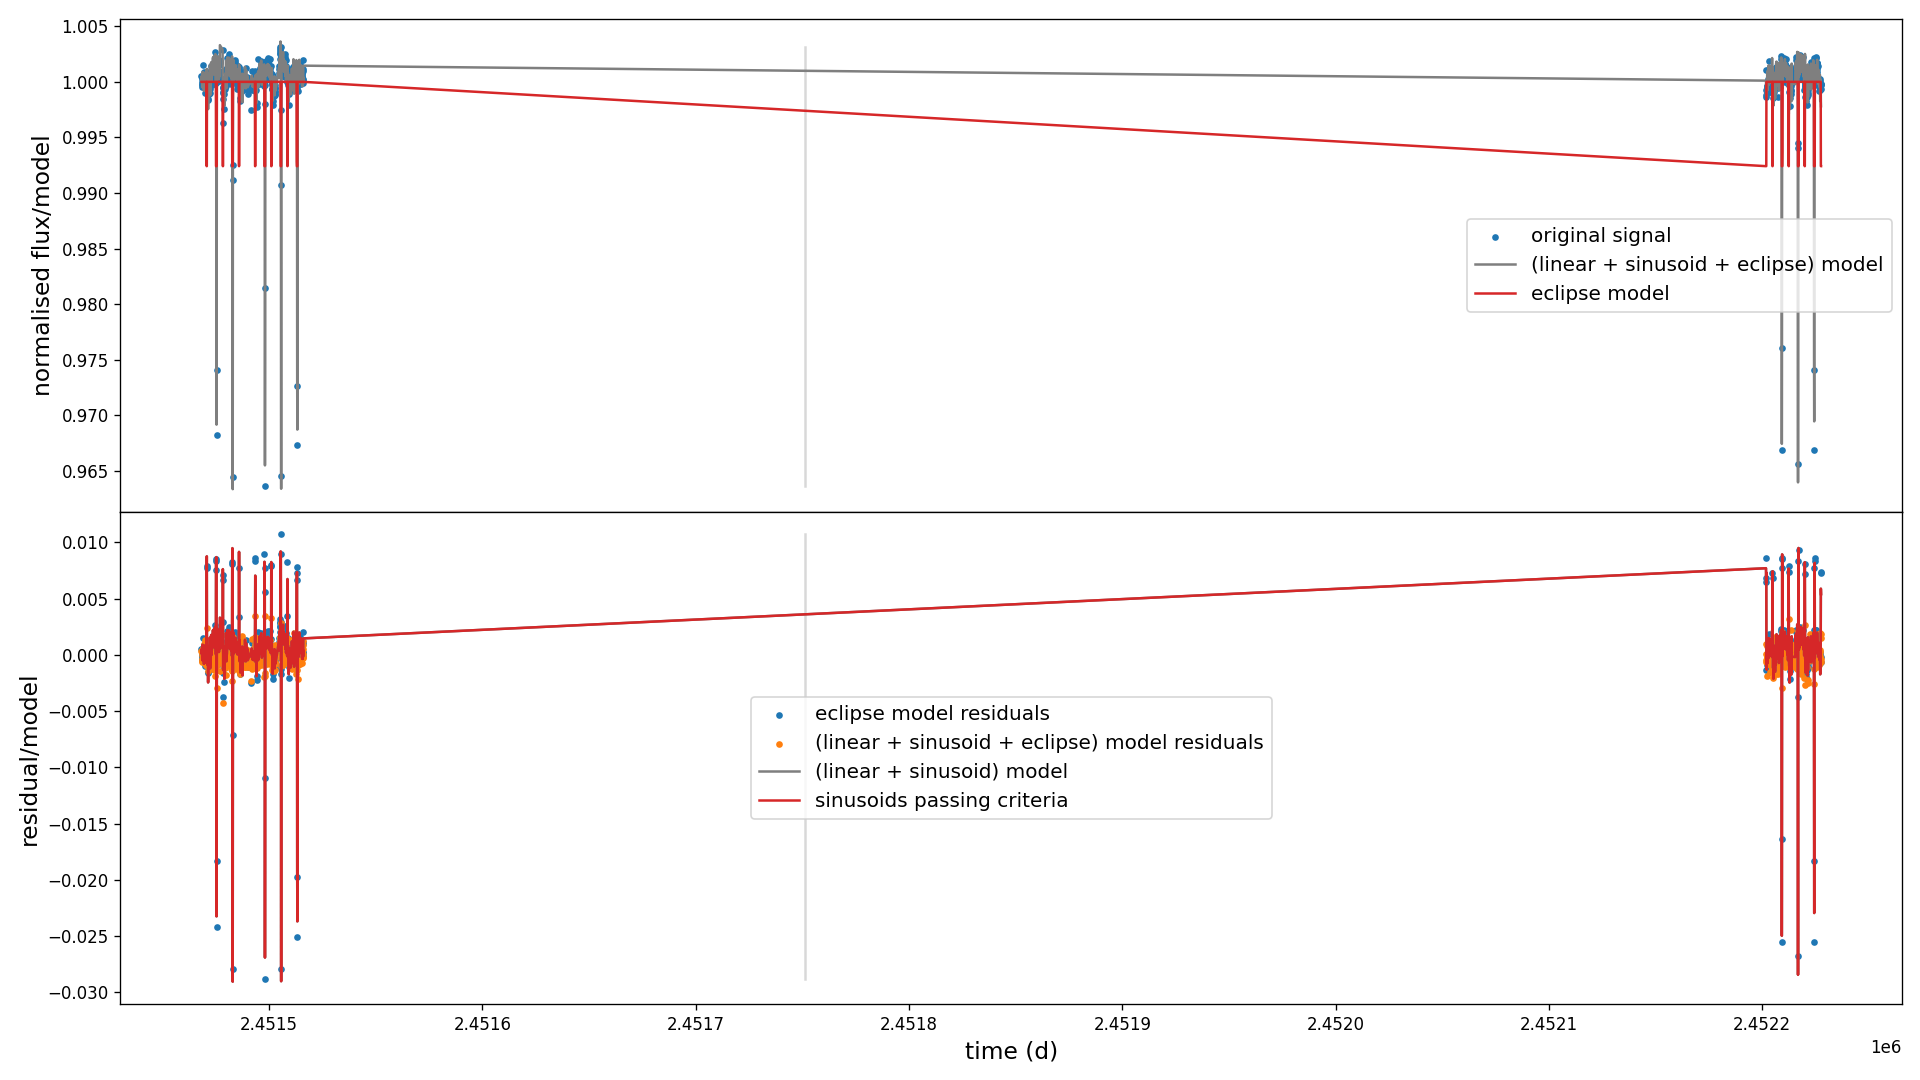 normalised flux/model
1.005
1.000
0.995
0.990
0.985
0.980
0.975
0.970
0.965
original signal
(linear + sinusoid + eclipse) model
eclipse model
residual/model
0.010
0.005
0.000
−0.005
−0.010
−0.015
−0.020
−0.025
−0.030
eclipse model residuals
(linear + sinusoid + eclipse) model residuals
(linear + sinusoid) model
sinusoids passing criteria
2.4515 2.4516 2.4517 2.4518 2.4519 2.4520 2.4521 2.4522
1e6
time (d)